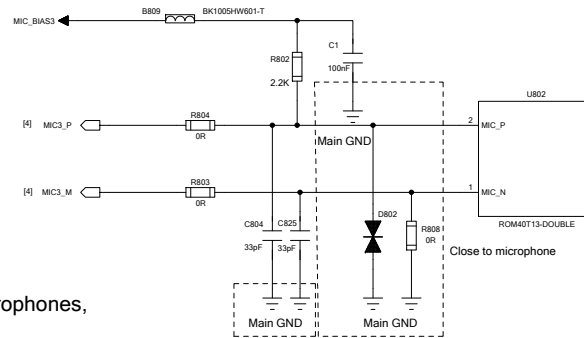 B809 BK1005HW601-T
MIC_BIAS3
C1
R802
100nF
2.2K
U802
[4] MIC3_P
R804
0R
2 MIC_P
Main GND
[4] MIC3_M
R803
0R
1 MIC_N
D802
ROM40T13-DOUBLE
C804
C825
R808
0R
33pF
33pF
Close to microphone
rophones,
Main GND
Main GND